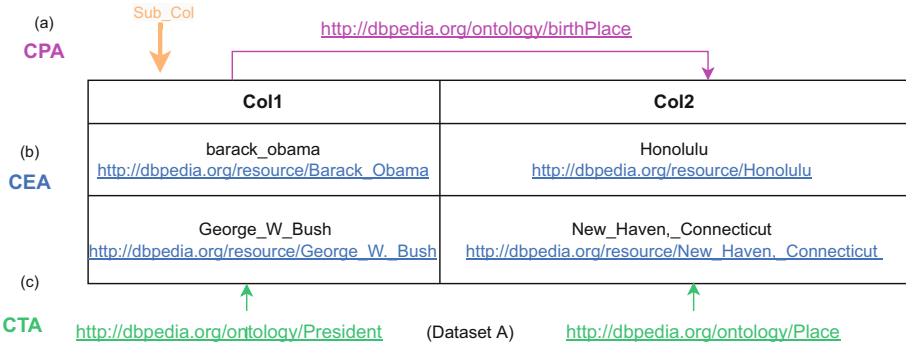 Sub_Col
(a)
CPA
http://dbpedia.org/ontology/birthPlace
Col1
Col2
(b)
CEA
barack_obama
http://dbpedia.org/resource/Barack_Obama
Honolulu
http://dbpedia.org/resource/Honolulu
George_W_Bush
http://dbpedia.org/resource/George_W._Bush
New_Haven,_Connecticut
http://dbpedia.org/resource/New_Haven,_Connecticut
(c)
CTA
http://dbpedia.org/ontology/President
(Dataset A)
http://dbpedia.org/ontology/Place